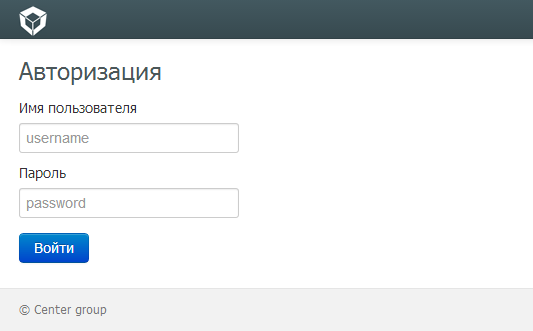 Авторизация
Имя пользователя
username
Пароль
password
Войти
© Center group